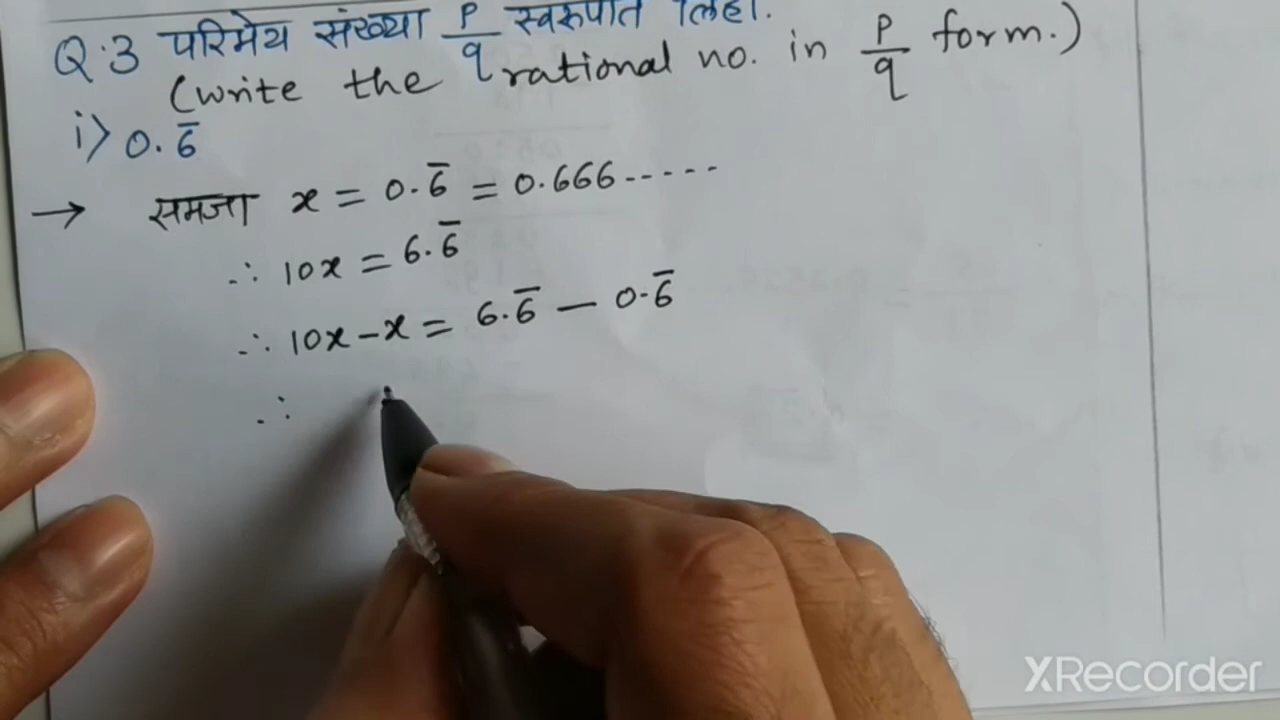 Q.3 परिमेय संख्या p/q स्वरूपात लिहा.
(write the rational no. in p/q form.)
i) 0.6̅
→ समजा x = 0.6̅ = 0.666.....
∴ 10x = 6.6̅
∴ 10x - x = 6.6̅ - 0.6̅
∴
XRecorder